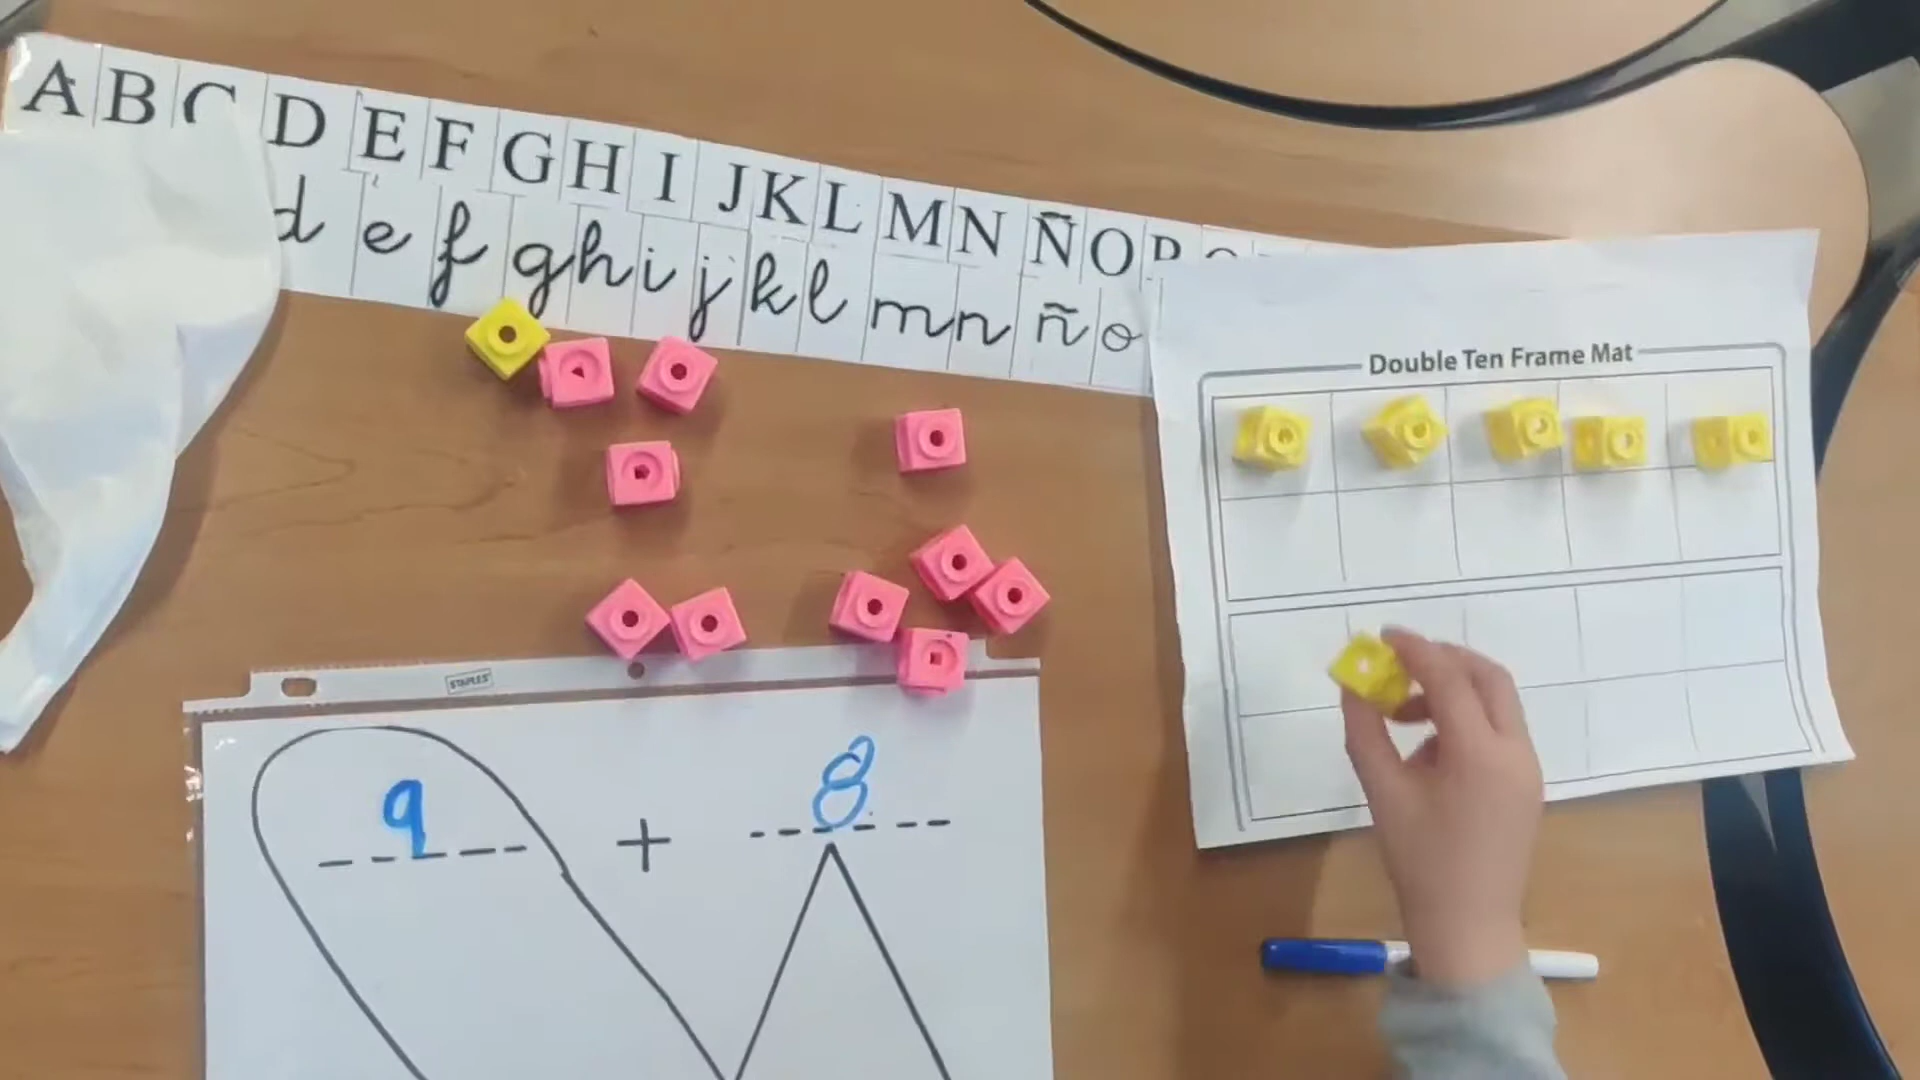 A B C D E F G H I J K L M N Ñ O P
d e f g h i j k l m n ñ o
Double Ten Frame Mat
STAPLES
9 + 8